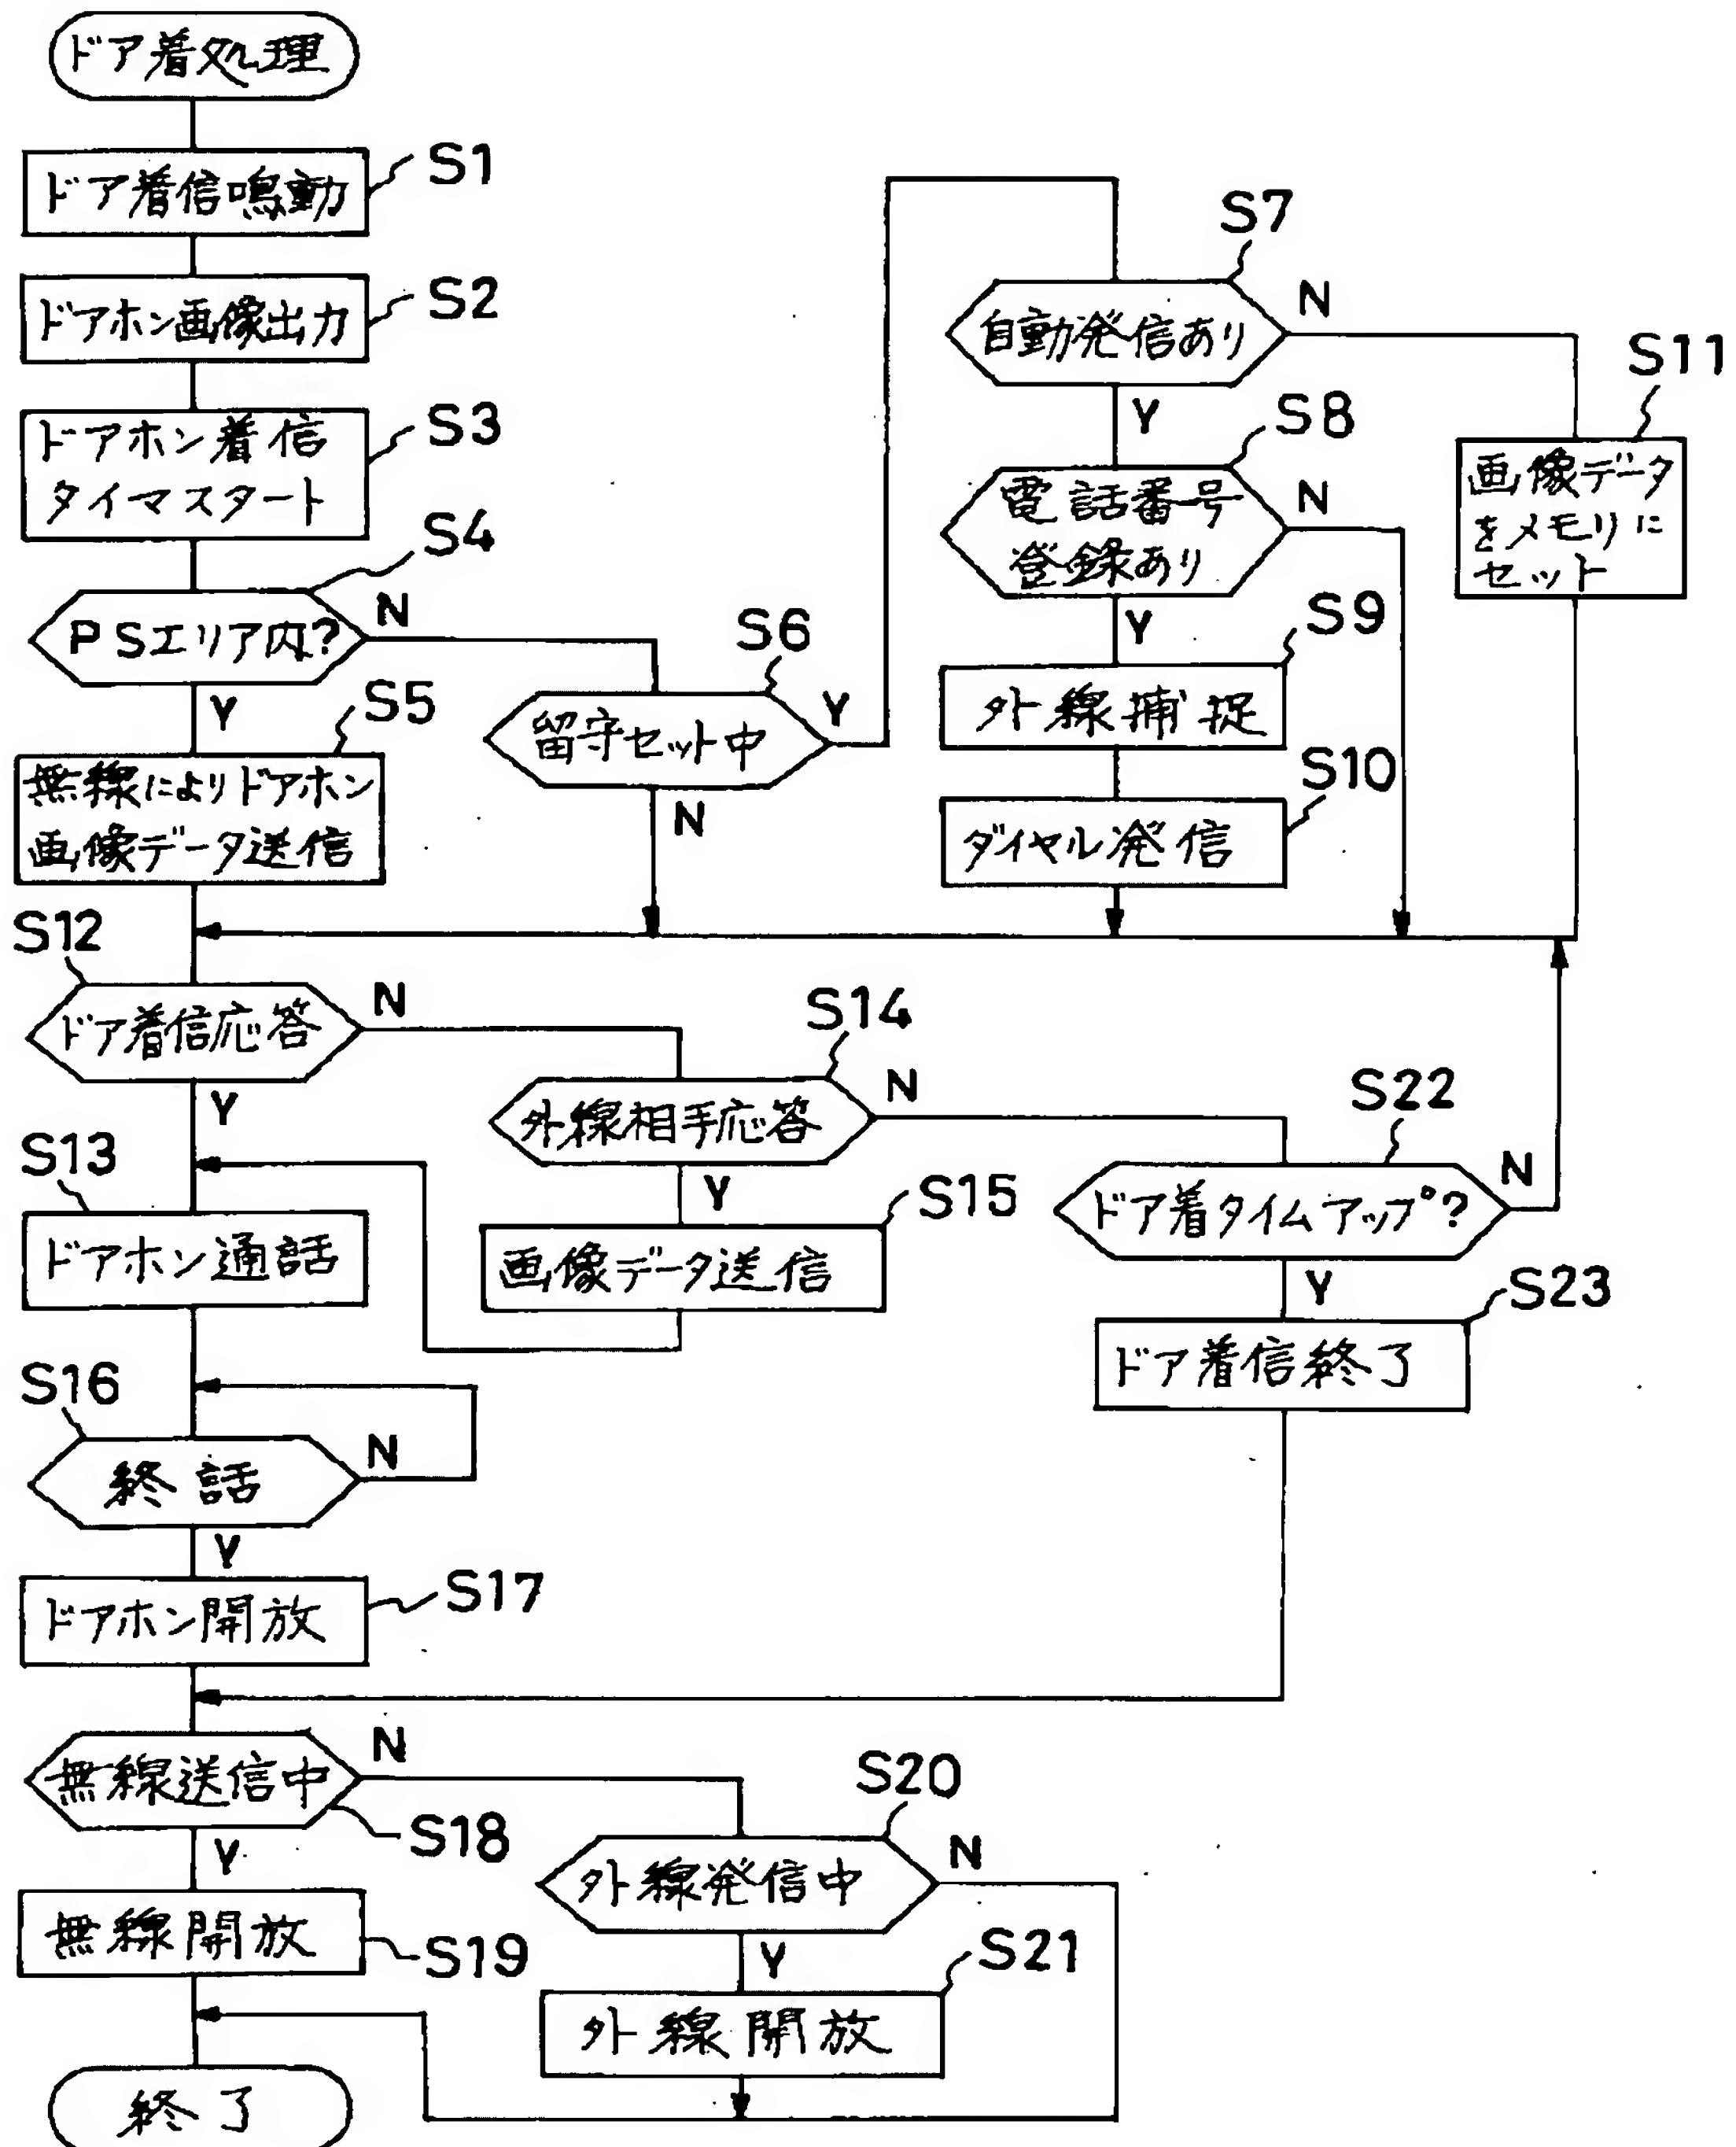 ドア着処理
ドア着信鳴動
S1
ドアホン画像出力
S2
ドアホン着信
タイマスタート
S3
S4
PSエリア内?
N
Y
S5
無線によりドアホン
画像データ送信
S6
留守セット中
Y
N
S7
自動発信あり
N
Y
S8
電話番号
登録あり
N
Y
S9
外線捕捉
S10
ダイヤル発信
S11
画像データ
をメモリに
セット
S12
ドア着信応答
N
Y
S13
ドアホン通話
S14
外線相手応答
N
Y
S15
画像データ送信
S22
ドア着タイムアップ?
N
Y
S23
ドア着信終了
S16
終話
N
Y
ドアホン開放
S17
無線送信中
N
S18
Y
無線開放
S19
S20
外線発信中
N
Y
S21
外線開放
終了